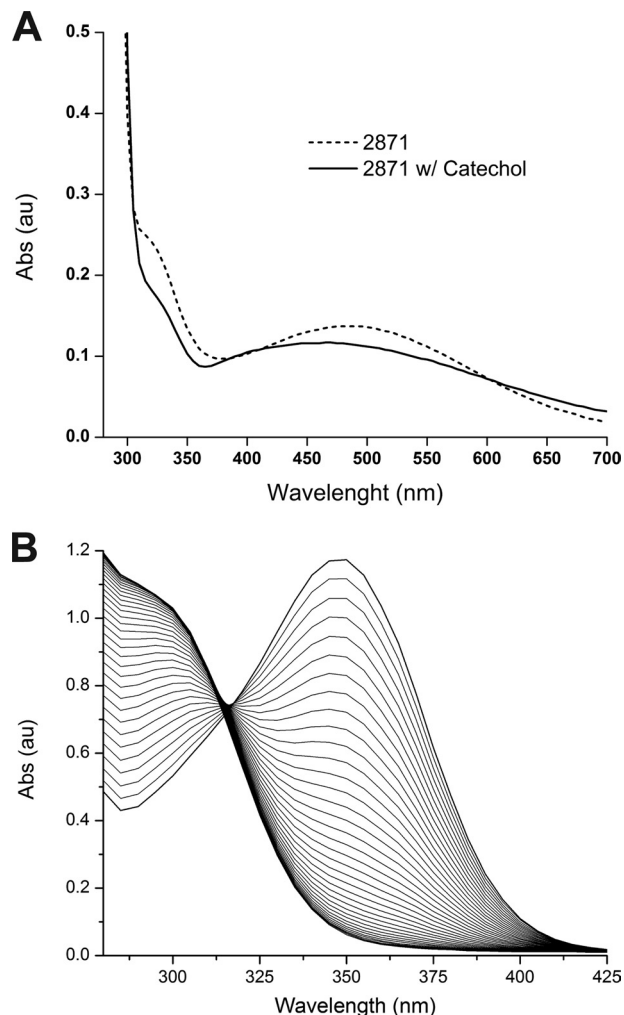 A
0.5
0.4
0.3
0.2
0.1
0.0
Abs (au)
2871
2871 w/ Catechol
300 350 400 450 500 550 600 650 700
Wavelenght (nm)
B
1.2
1.0
0.8
0.6
0.4
0.2
0.0
Abs (au)
300 325 350 375 400 425
Wavelength (nm)